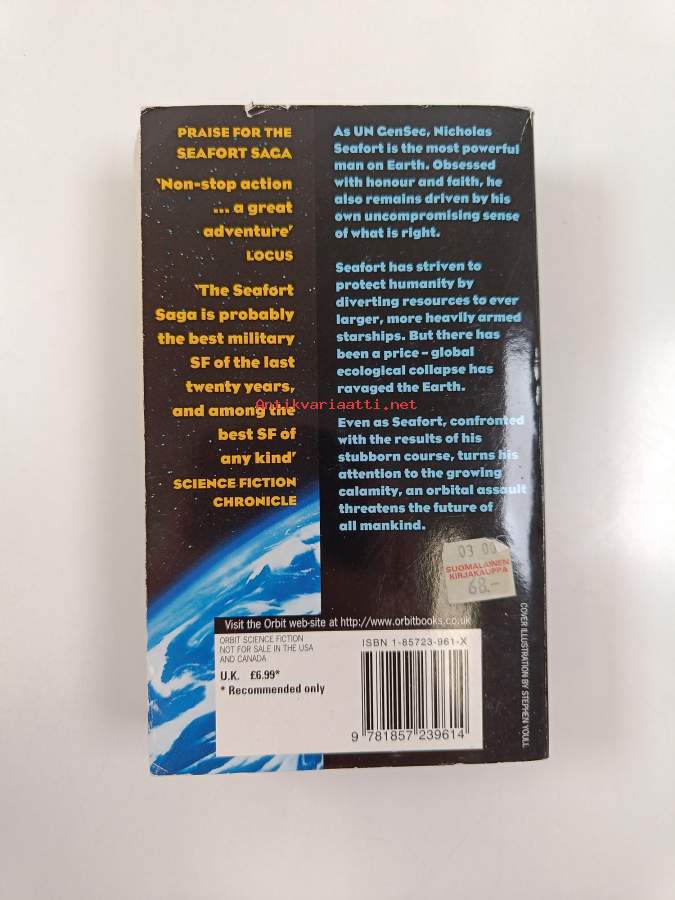 PRAISE FOR THE
SEAFORT SAGA
'Non-stop action
... a great
adventure'
LOCUS
'The Seafort
Saga is probably
the best military
SF of the last
twenty years,
and among the
best SF of
any kind'
SCIENCE FICTION
CHRONICLE
As UN GenSec, Nicholas
Seafort is the most powerful
man on Earth. Obsessed
with honour and faith, he
also remains driven by his
own uncompromising sense
of what is right.
Seafort has striven to
protect humanity by
diverting resources to ever
larger, more heavily armed
starships. But there has
been a price – global
ecological collapse has
ravaged the Earth.
Even as Seafort, confronted
with the results of his
stubborn course, turns his
attention to the growing
calamity, an orbital assault
threatens the future of
all mankind.
Antikvariaatti.net
03 00
SUOMALAINEN
KIRJAKAUPPA
68.-
Visit the Orbit web-site at http://www.orbitbooks.co.uk
ORBIT SCIENCE FICTION
NOT FOR SALE IN THE USA
AND CANADA
U.K. £6.99*
* Recommended only
ISBN 1-85723-961-X
9 781857 239614
COVER ILLUSTRATION BY STEPHEN YOULL